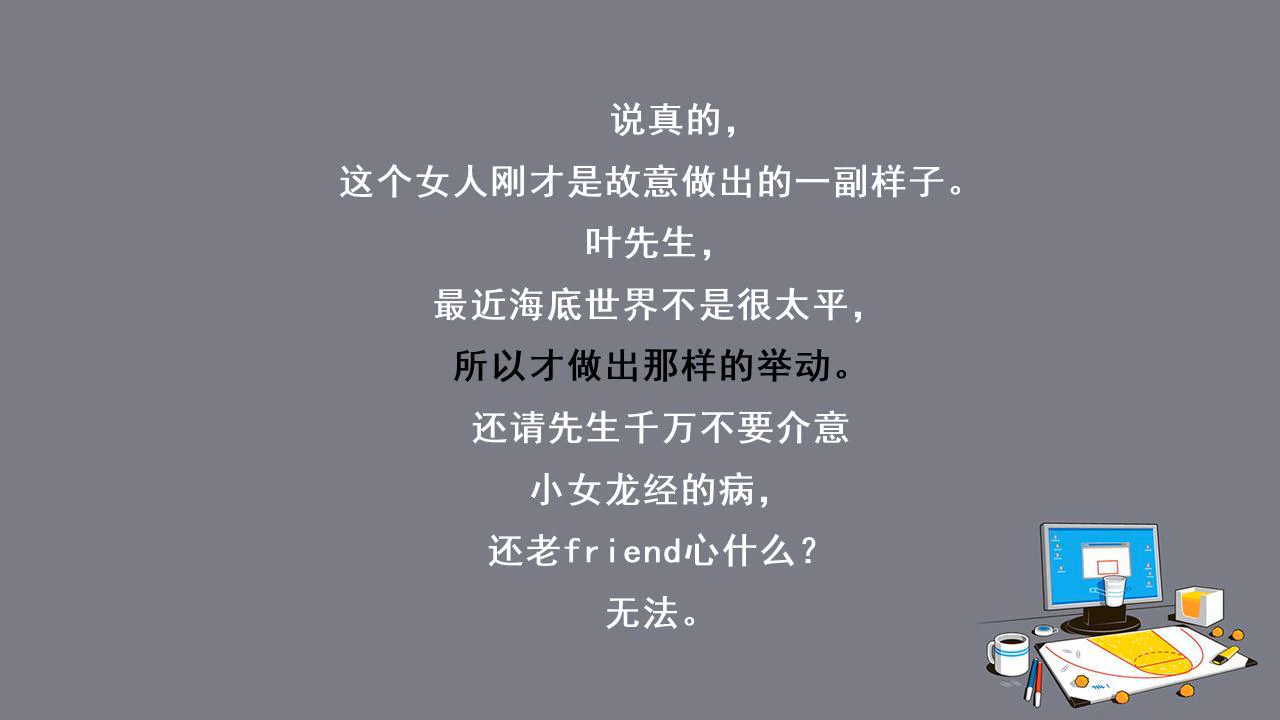 说真的，
这个女人刚才是故意做出的一副样子。
叶先生，
最近海底世界不是很太平，
所以才做出那样的举动。
还请先生千万不要介意
小女龙经的病，
还老friend心什么？
无法。